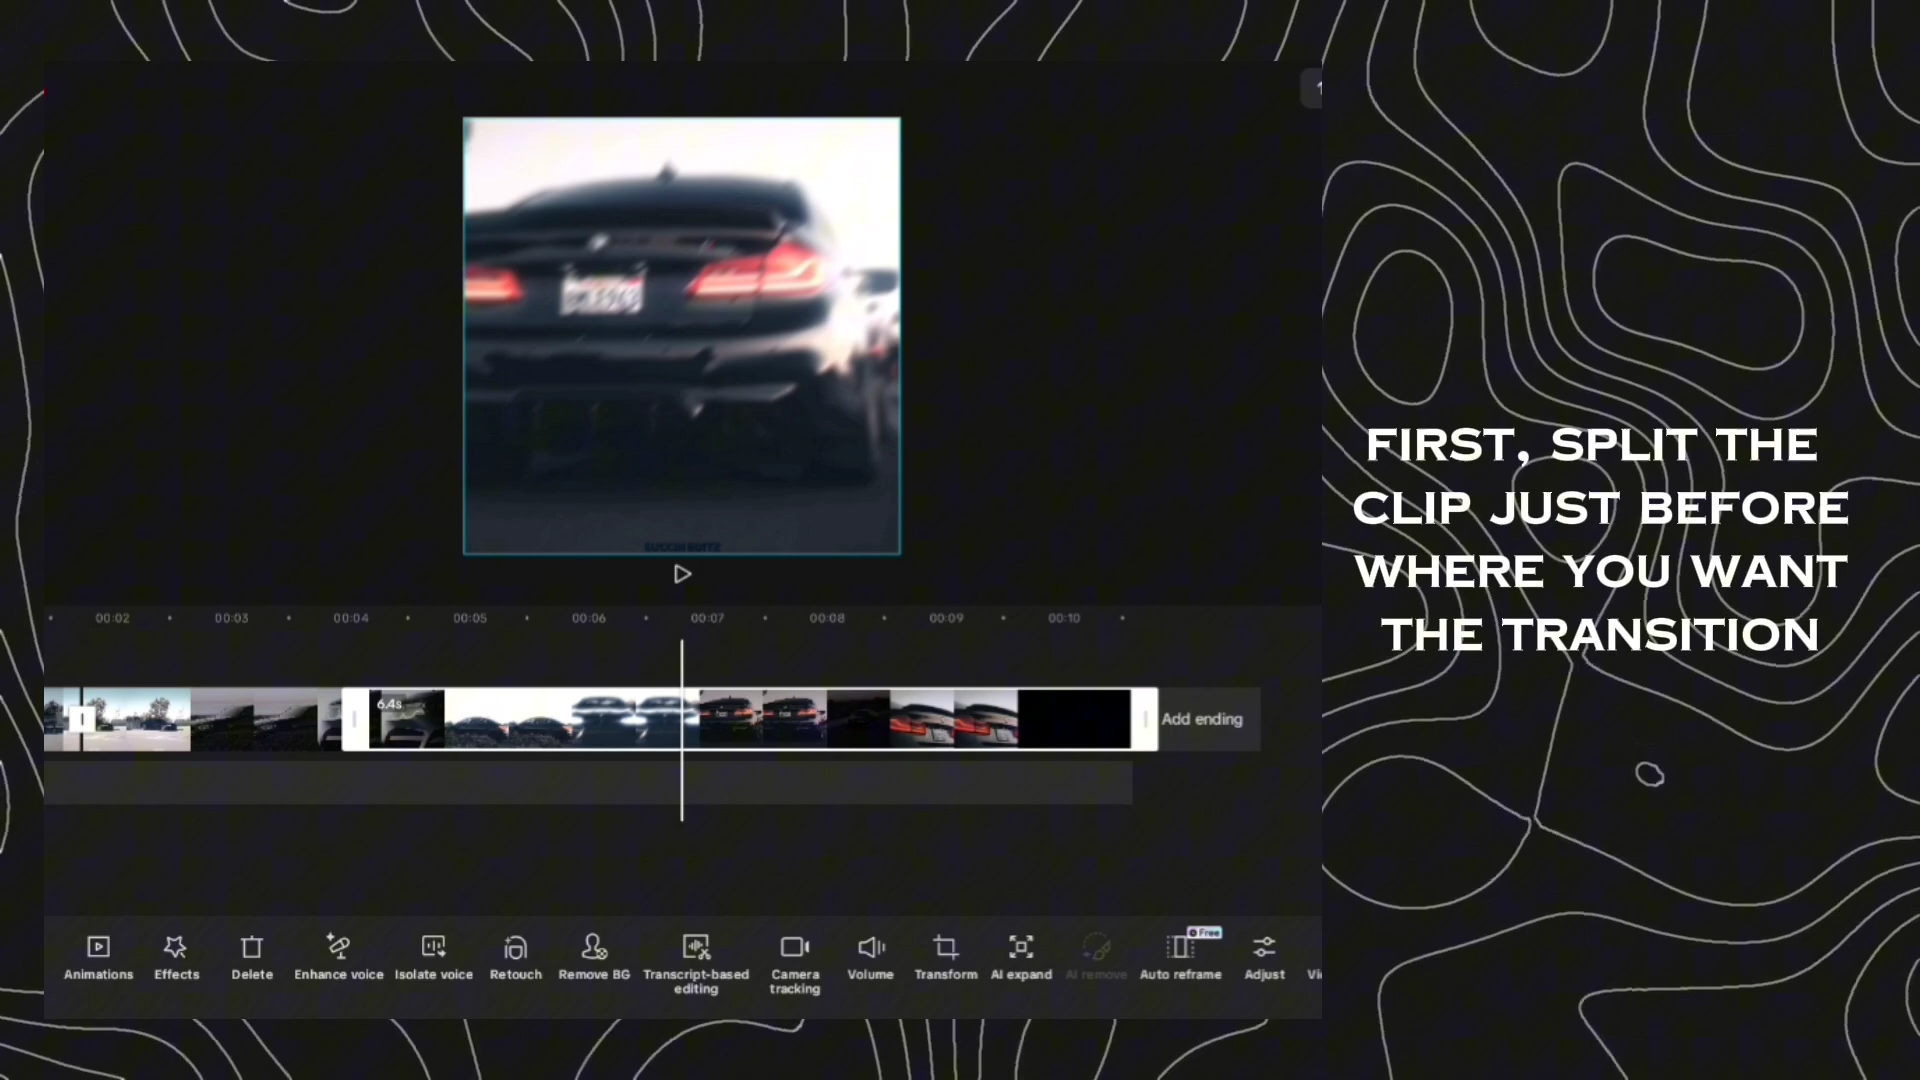 FIRST, SPLIT THE
CLIP JUST BEFORE
WHERE YOU WANT
THE TRANSITION
00:02 00:03 00:04 00:05 00:06 00:07 00:08 00:09 00:10
6.4s
Add ending
Free
Animations Effects Delete Enhance voice Isolate voice Retouch Remove BG Transcript-based editing Camera tracking Volume Transform AI expand AI remove Auto reframe Adjust